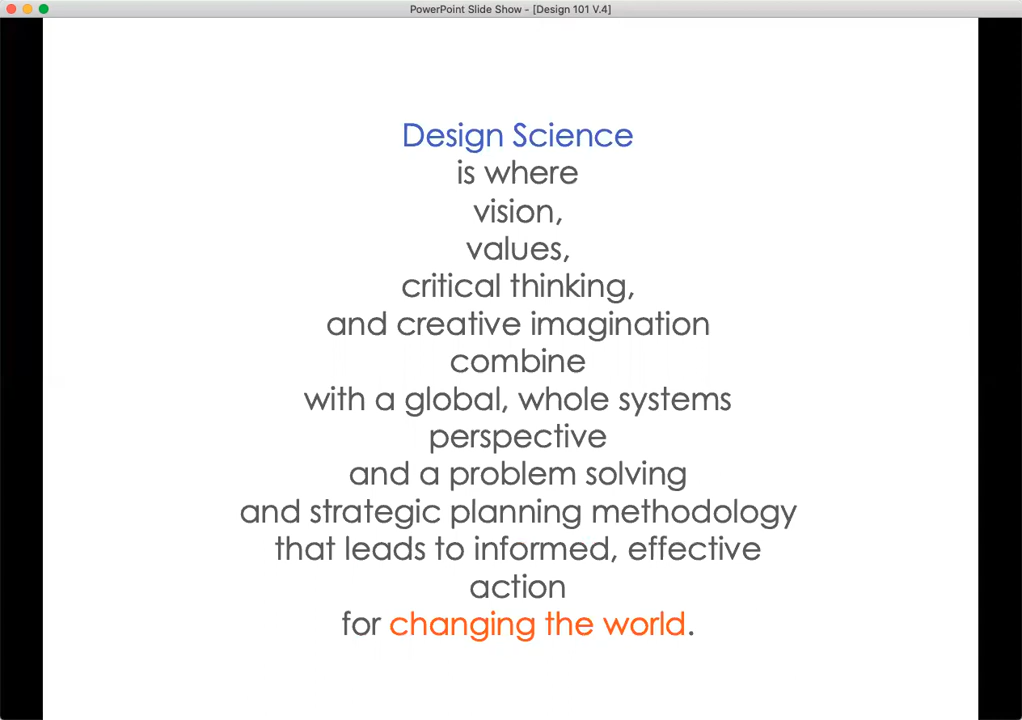 PowerPoint Slide Show - [Design 101 V.4]
Design Science
is where
vision,
values,
critical thinking,
and creative imagination
combine
with a global, whole systems
perspective
and a problem solving
and strategic planning methodology
that leads to informed, effective
action
for changing the world.